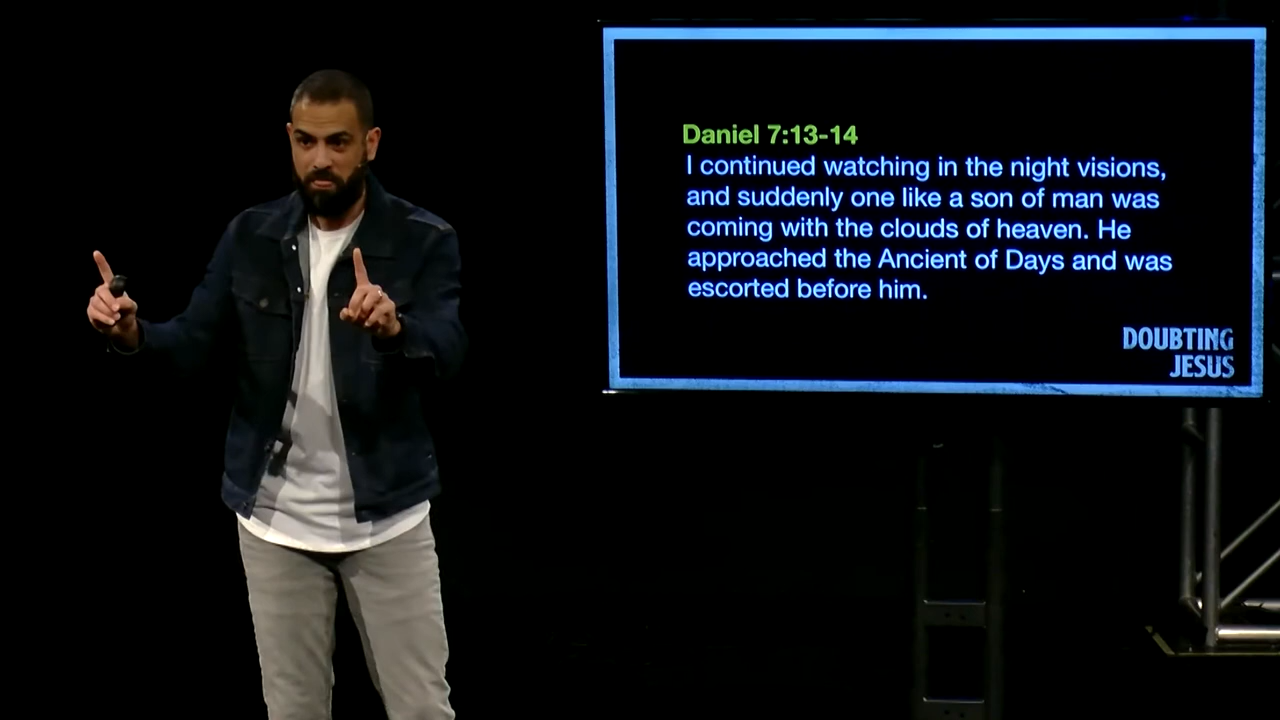 Daniel 7:13-14
I continued watching in the night visions,
and suddenly one like a son of man was
coming with the clouds of heaven. He
approached the Ancient of Days and was
escorted before him.
DOUBTING
JESUS